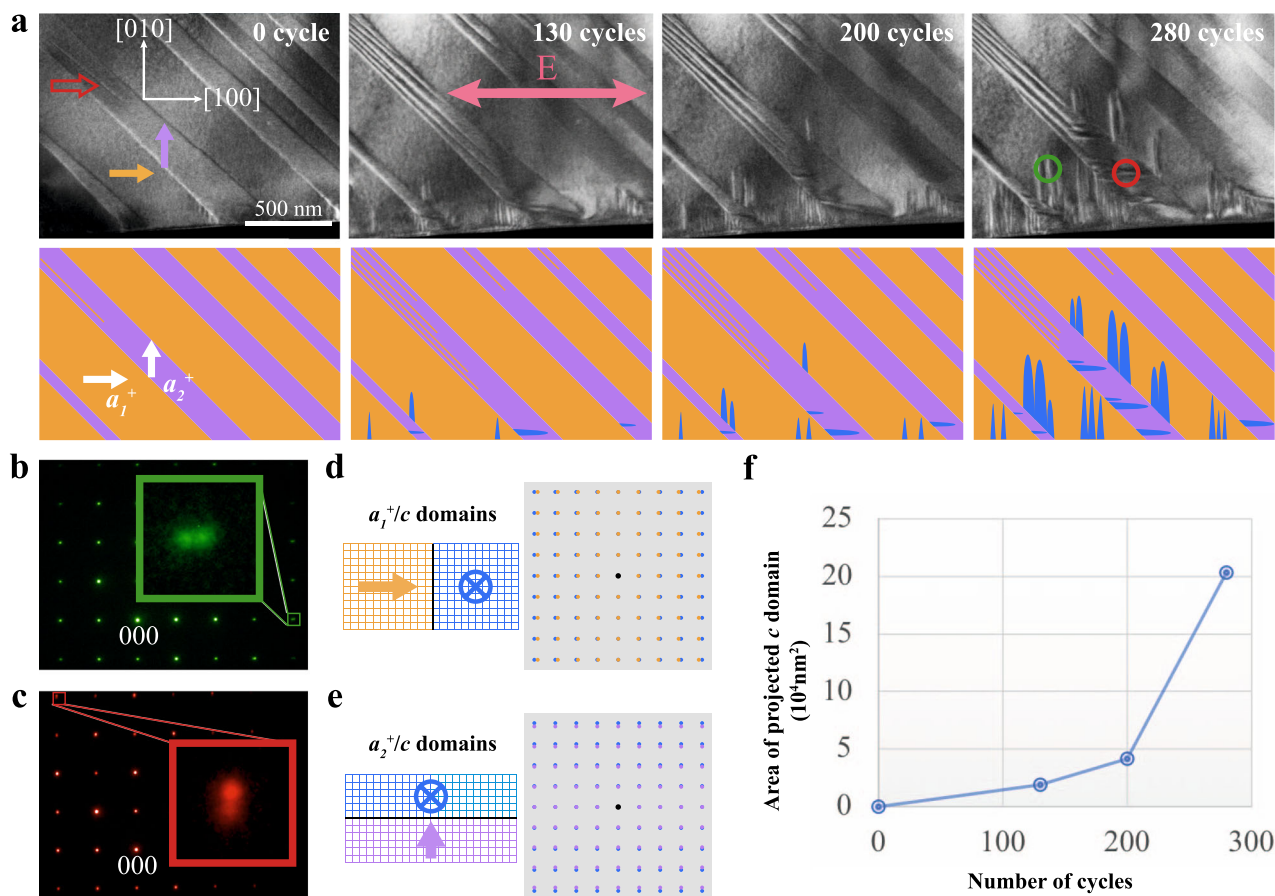 a
0 cycle
[010]
[100]
500 nm
130 cycles
E
200 cycles
280 cycles
a₁⁺
a₂⁺
b
000
c
000
d
a₁⁺/c domains
e
a₂⁺/c domains
f
Area of projected c domain
(10⁴nm²)
25
20
15
10
5
0
0
100
200
300
Number of cycles